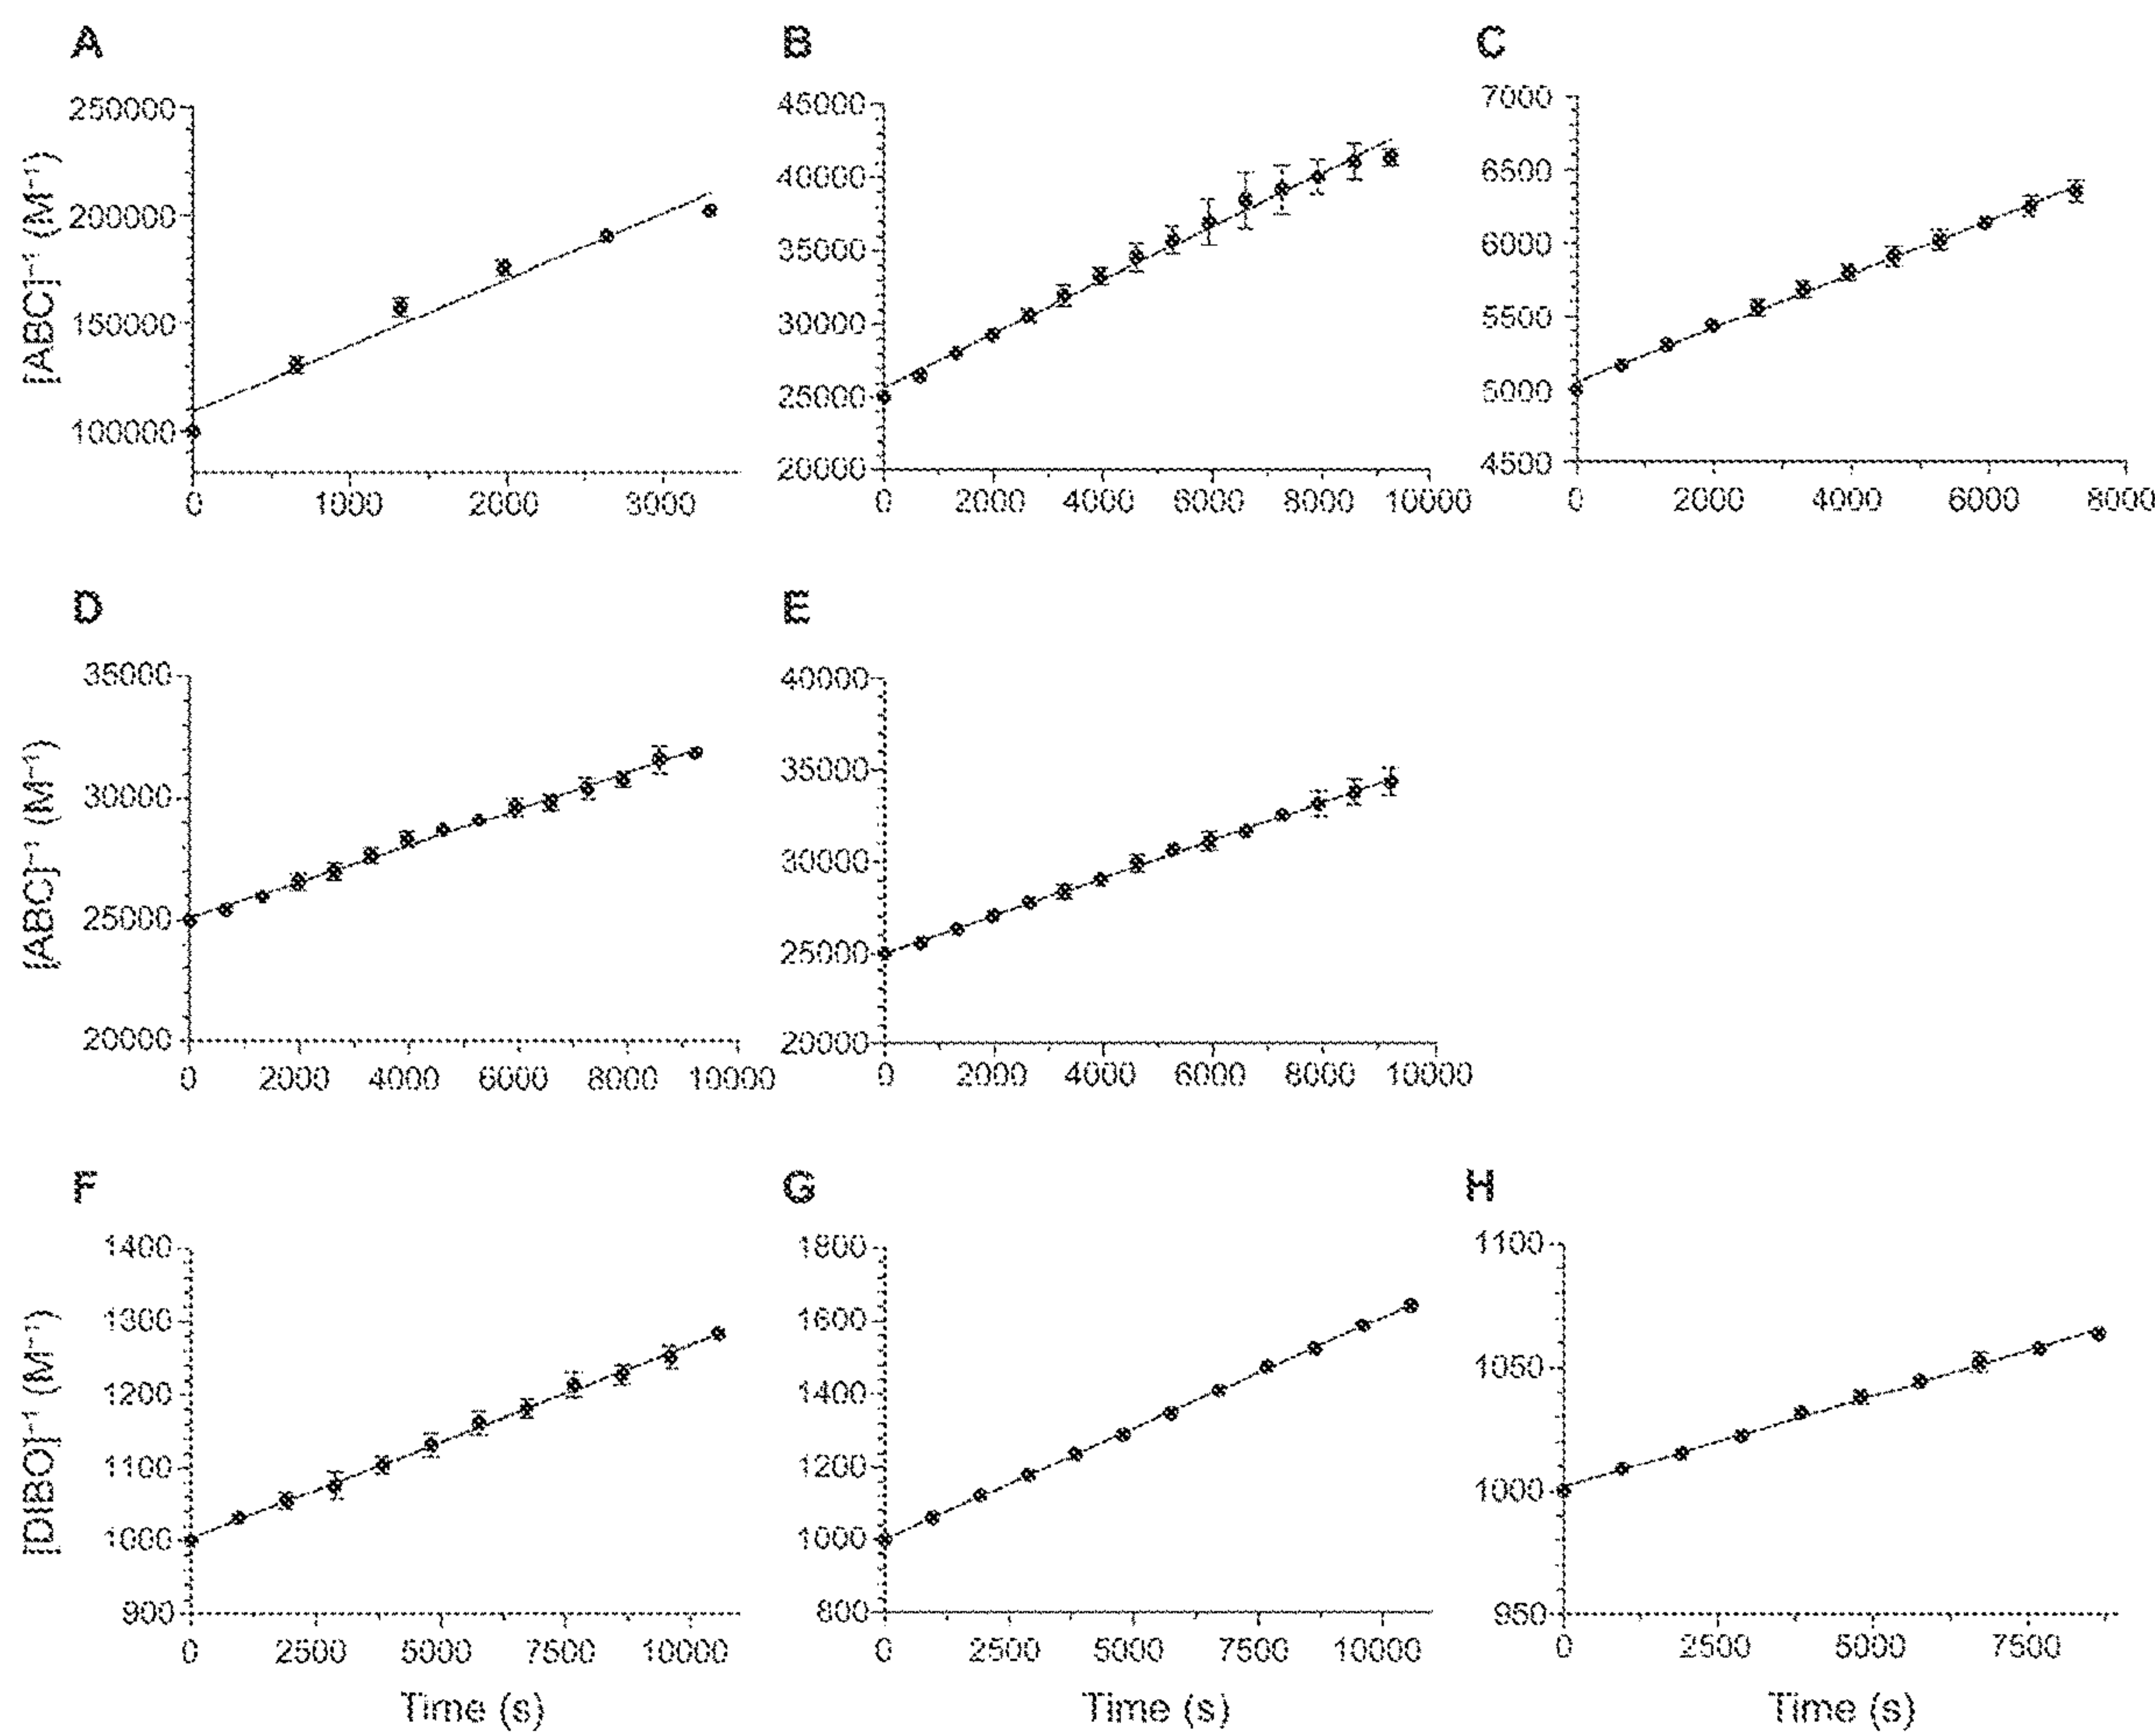 A B C
250000 200000 150000 100000
[ABC]⁻¹ (M⁻¹)
0 1000 2000 3000
45000 40000 35000 30000 25000 20000
0 2000 4000 6000 8000 10000
7000 6500 6000 5500 5000 4500
0 2000 4000 6000 8000
D E
35000 30000 25000 20000
[ABC]⁻¹ (M⁻¹)
0 2000 4000 6000 8000 10000
40000 35000 30000 25000 20000
0 2000 4000 6000 8000 10000
F G H
1400 1300 1200 1100 1000 900
[DIBO]⁻¹ (M⁻¹)
0 2500 5000 7500 10000
Time (s)
1800 1600 1400 1200 1000 800
0 2500 5000 7500 10000
Time (s)
1100 1050 1000 950
0 2500 5000 7500
Time (s)